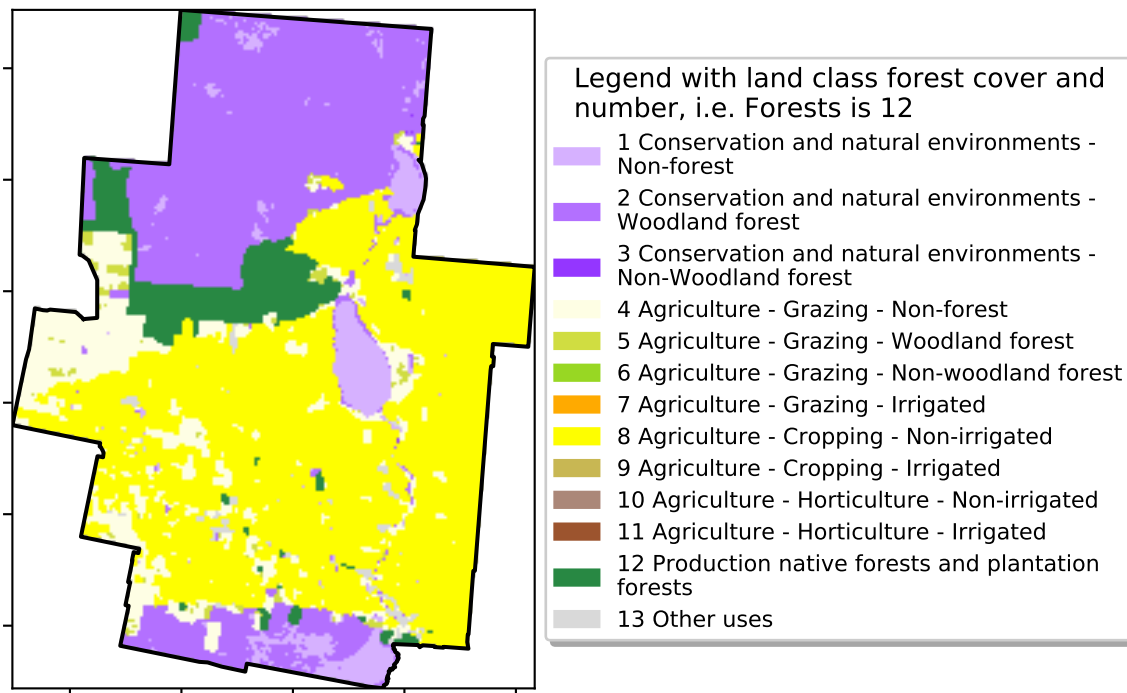 Legend with land class forest cover and
number, i.e. Forests is 12
1 Conservation and natural environments -
Non-forest
2 Conservation and natural environments -
Woodland forest
3 Conservation and natural environments -
Non-Woodland forest
4 Agriculture - Grazing - Non-forest
5 Agriculture - Grazing - Woodland forest
6 Agriculture - Grazing - Non-woodland forest
7 Agriculture - Grazing - Irrigated
8 Agriculture - Cropping - Non-irrigated
9 Agriculture - Cropping - Irrigated
10 Agriculture - Horticulture - Non-irrigated
11 Agriculture - Horticulture - Irrigated
12 Production native forests and plantation
forests
13 Other uses